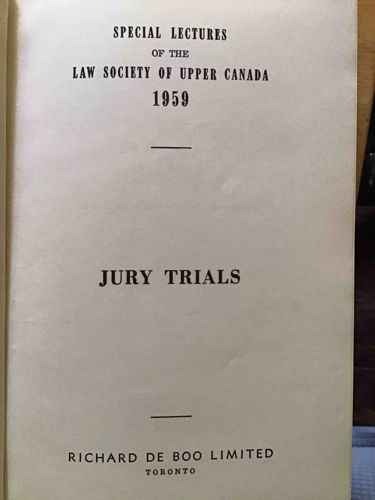 SPECIAL LECTURES
OF THE
LAW SOCIETY OF UPPER CANADA
1959
JURY TRIALS
RICHARD DE BOO LIMITED
TORONTO